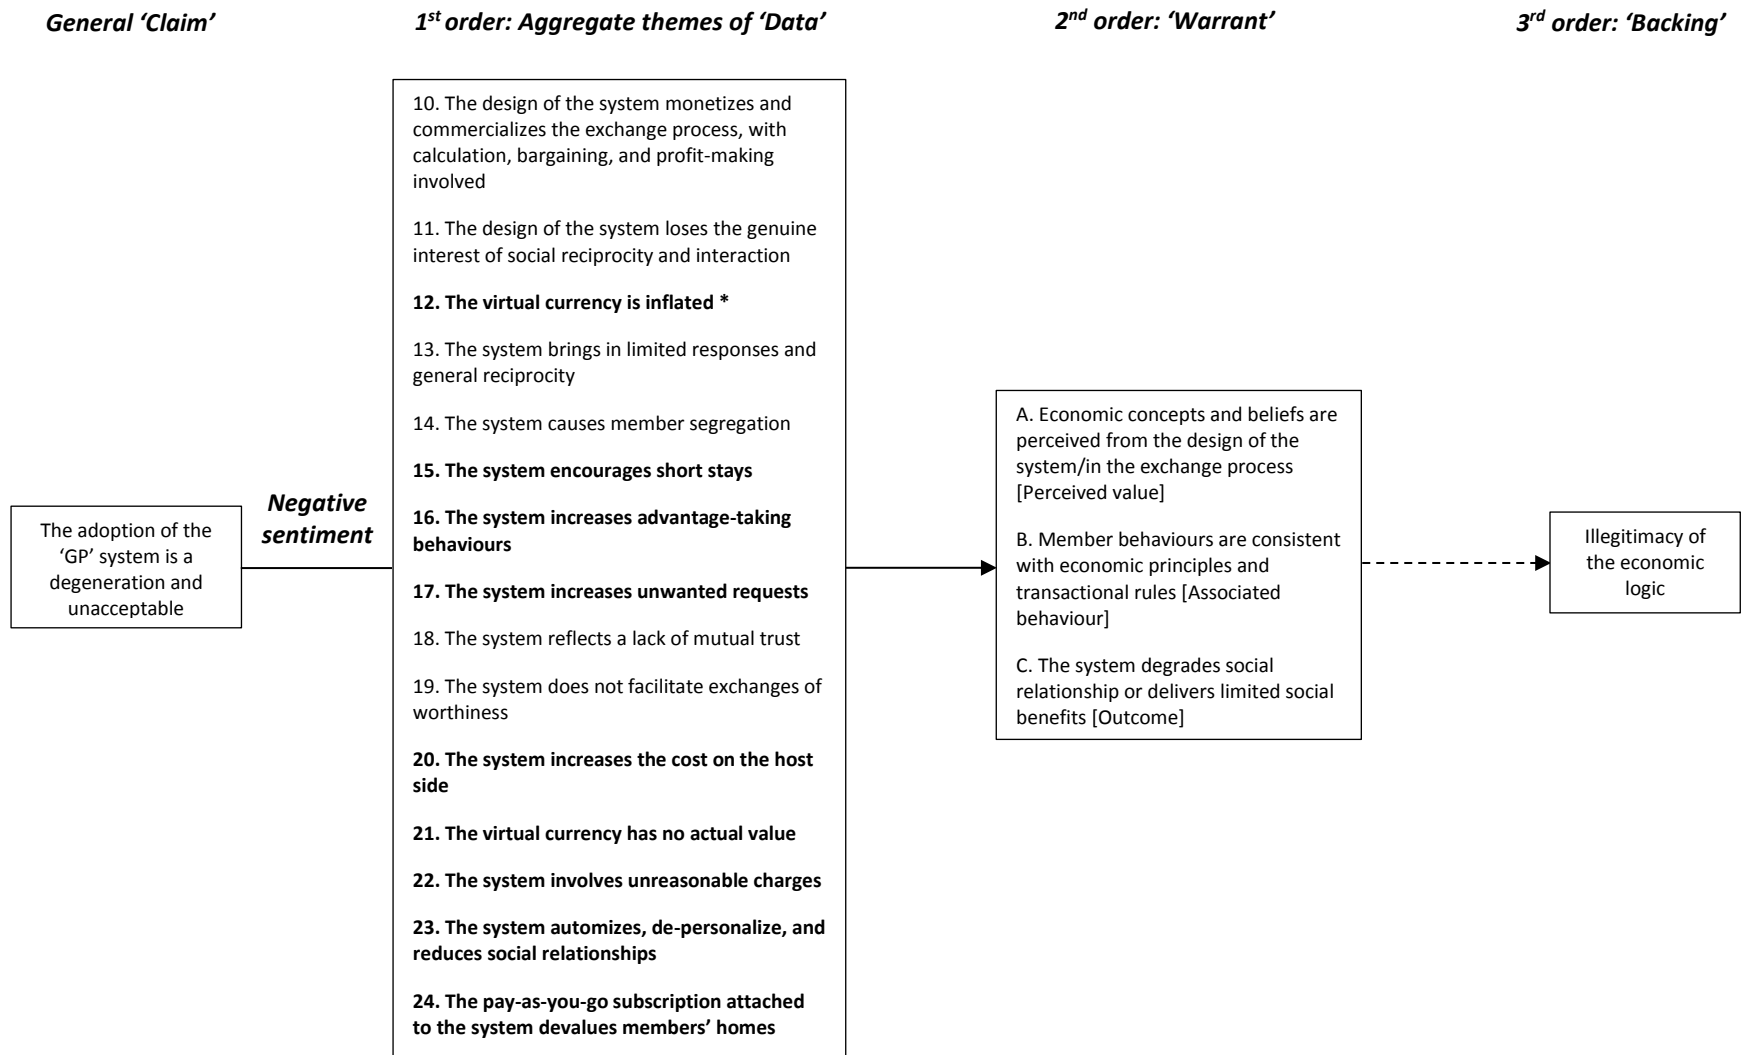 General ‘Claim’
1st order: Aggregate themes of ‘Data’
2nd order: ‘Warrant’
3rd order: ‘Backing’
The adoption of the
‘GP’ system is a
degeneration and
unacceptable
Negative
sentiment
10. The design of the system monetizes and
commercializes the exchange process, with
calculation, bargaining, and profit-making
involved
11. The design of the system loses the genuine
interest of social reciprocity and interaction
12. The virtual currency is inflated *
13. The system brings in limited responses and
general reciprocity
14. The system causes member segregation
15. The system encourages short stays
16. The system increases advantage-taking
behaviours
17. The system increases unwanted requests
18. The system reflects a lack of mutual trust
19. The system does not facilitate exchanges of
worthiness
20. The system increases the cost on the host
side
21. The virtual currency has no actual value
22. The system involves unreasonable charges
23. The system automizes, de-personalize, and
reduces social relationships
24. The pay-as-you-go subscription attached
to the system devalues members’ homes
A. Economic concepts and beliefs are
perceived from the design of the
system/in the exchange process
[Perceived value]
B. Member behaviours are consistent
with economic principles and
transactional rules [Associated
behaviour]
C. The system degrades social
relationship or delivers limited social
benefits [Outcome]
Illegitimacy of
the economic
logic